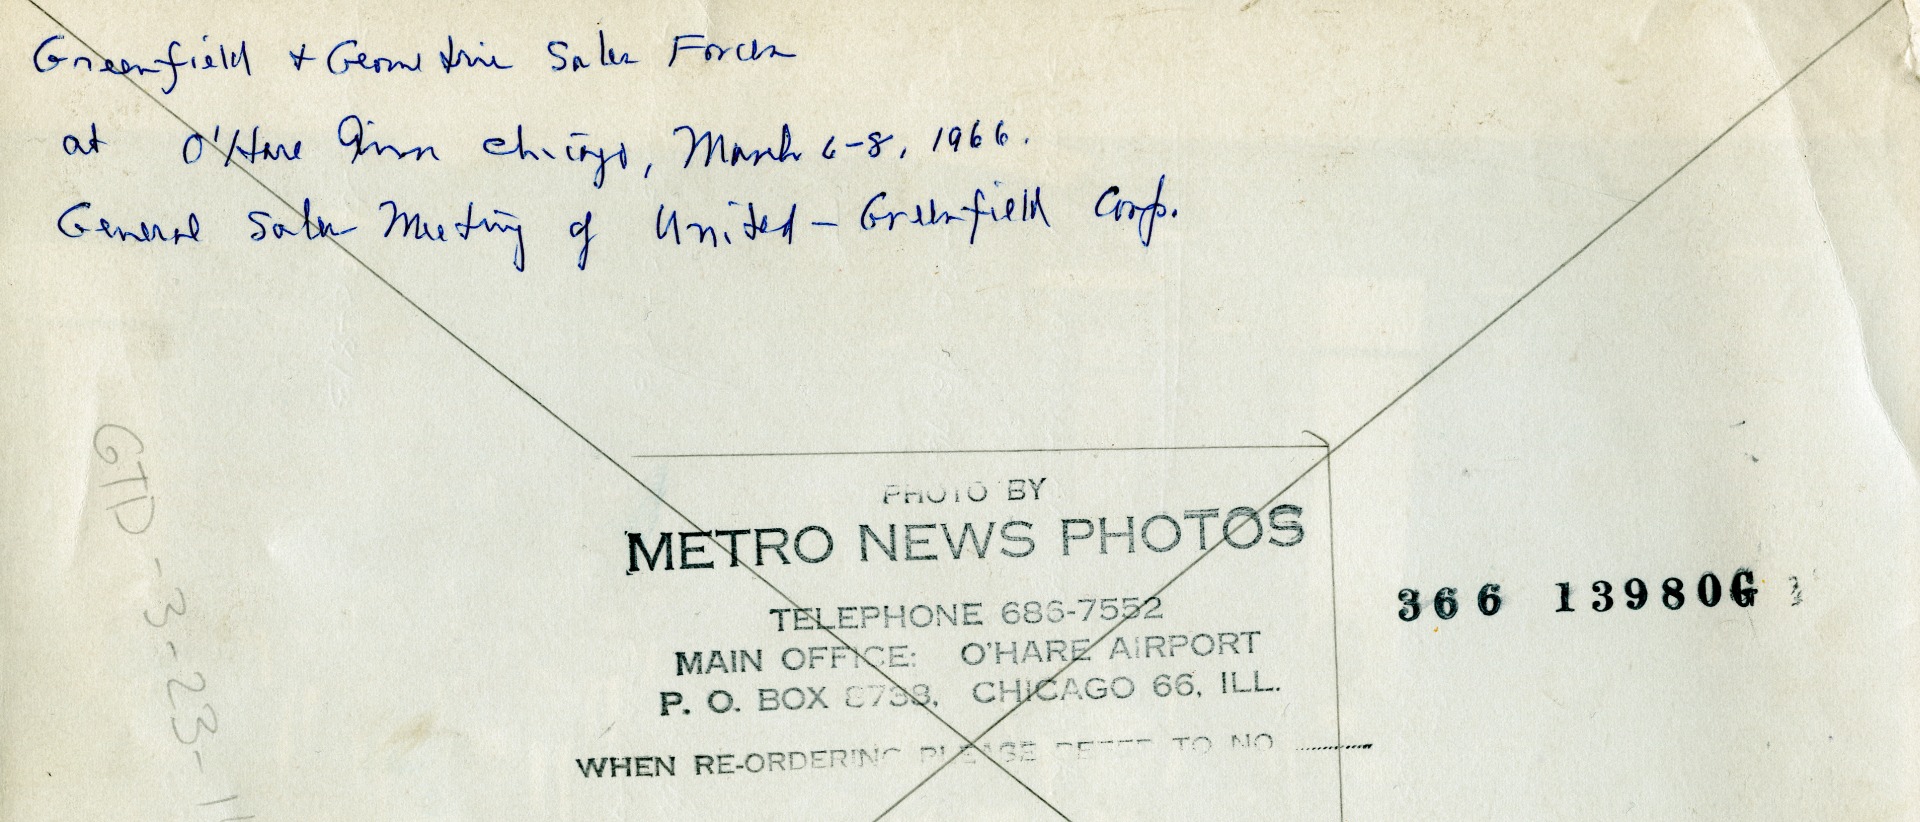 Greenfield + Geometric Sales Forces
at O'Hare Inn Chicago, March 6-8, 1966.
General Sales Meeting of United - Greenfield Corp.
PHOTO BY
METRO NEWS PHOTOS
TELEPHONE 686-7552
MAIN OFFICE: O'HARE AIRPORT
P. O. BOX 8738, CHICAGO 66, ILL.
WHEN RE-ORDERING PLEASE REFER TO NO. ..........
366 13980G
GTD - 3-23-